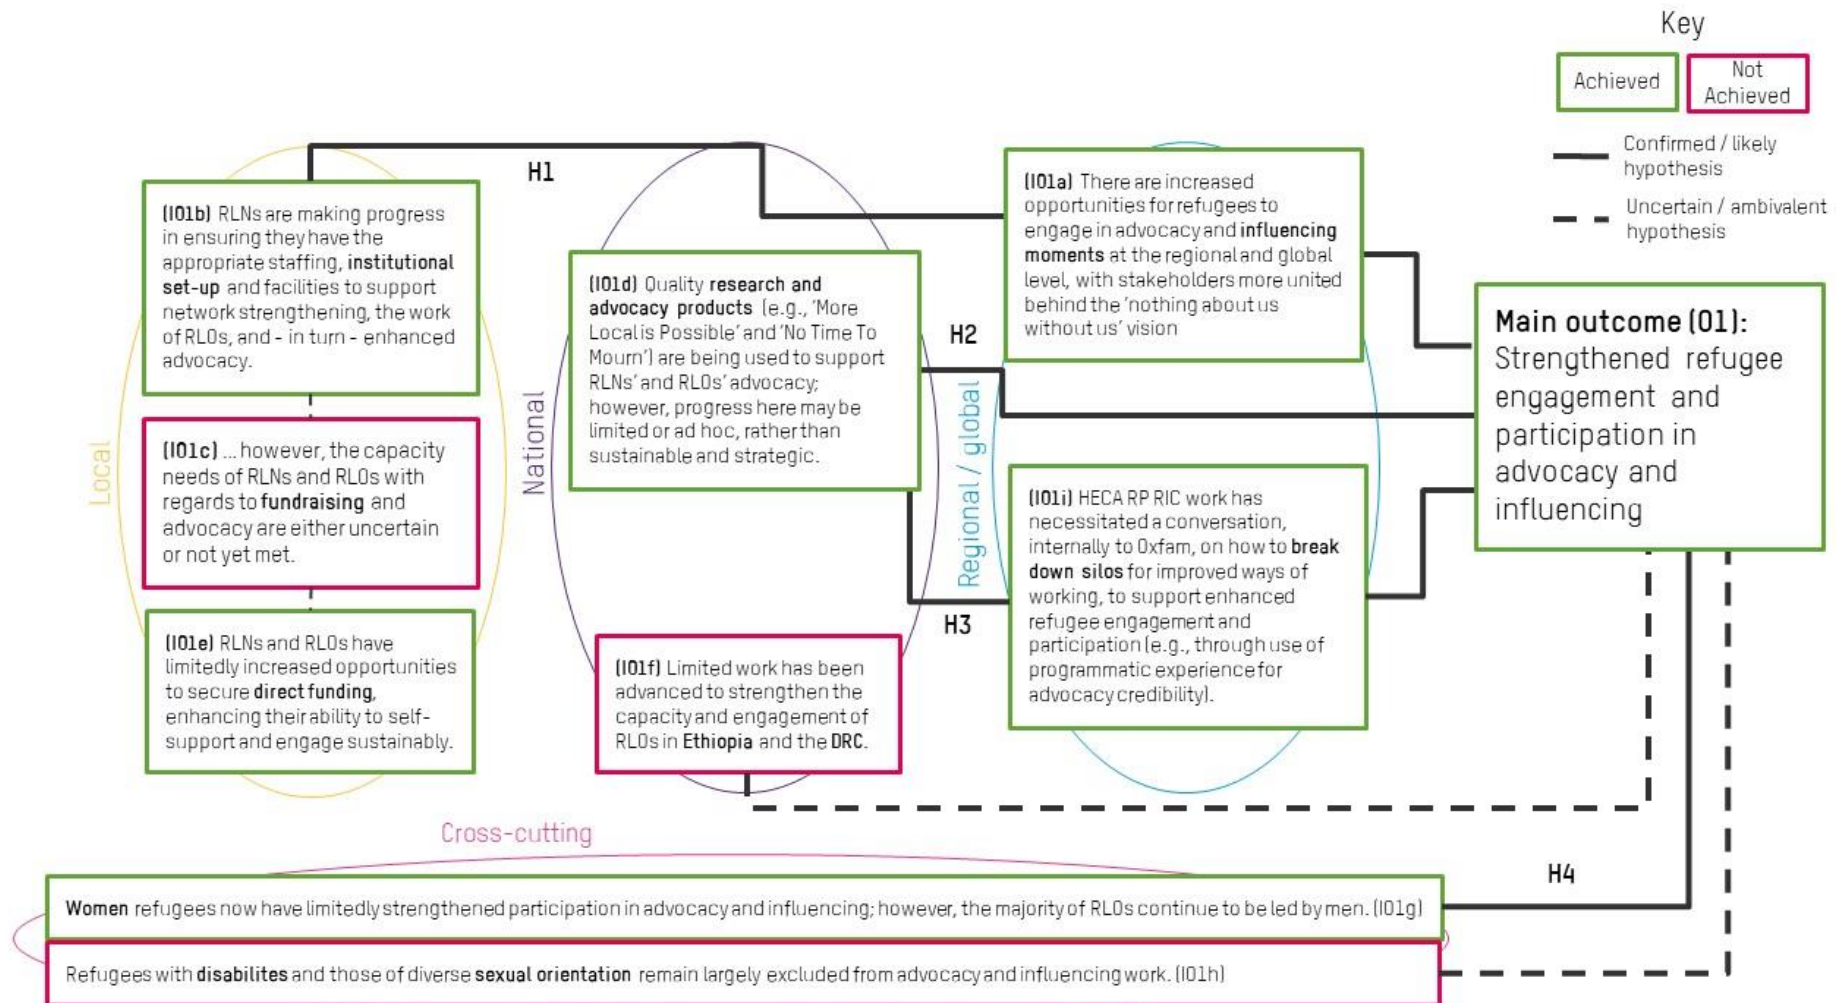 Key
Achieved
Not
Achieved
Confirmed / likely
hypothesis
Uncertain / ambivalent
hypothesis
Local
(IO1b) RLNs are making progress
in ensuring they have the
appropriate staffing, institutional
set-up and facilities to support
network strengthening, the work
of RLOs, and - in turn - enhanced
advocacy.
(IO1c) ... however, the capacity
needs of RLNs and RLOs with
regards to fundraising and
advocacy are either uncertain
or not yet met.
(IO1e) RLNs and RLOs have
limitedly increased opportunities
to secure direct funding,
enhancing their ability to self-
support and engage sustainably.
H1
National
(IO1d) Quality research and
advocacy products (e.g., 'More
Local is Possible' and 'No Time To
Mourn') are being used to support
RLNs' and RLOs' advocacy;
however, progress here may be
limited or ad hoc, rather than
sustainable and strategic.
(IO1f) Limited work has been
advanced to strengthen the
capacity and engagement of
RLOs in Ethiopia and the DRC.
H2
H3
Regional / global
(IO1a) There are increased
opportunities for refugees to
engage in advocacy and influencing
moments at the regional and global
level, with stakeholders more united
behind the 'nothing about us
without us' vision
(IO1i) HECA RP RIC work has
necessitated a conversation,
internally to Oxfam, on how to break
down silos for improved ways of
working, to support enhanced
refugee engagement and
participation (e.g., through use of
programmatic experience for
advocacy credibility).
Main outcome (O1):
Strengthened refugee
engagement and
participation in
advocacy and
influencing
Cross-cutting
H4
Women refugees now have limitedly strengthened participation in advocacy and influencing; however, the majority of RLOs continue to be led by men. (IO1g)
Refugees with disabilites and those of diverse sexual orientation remain largely excluded from advocacy and influencing work. (IO1h)